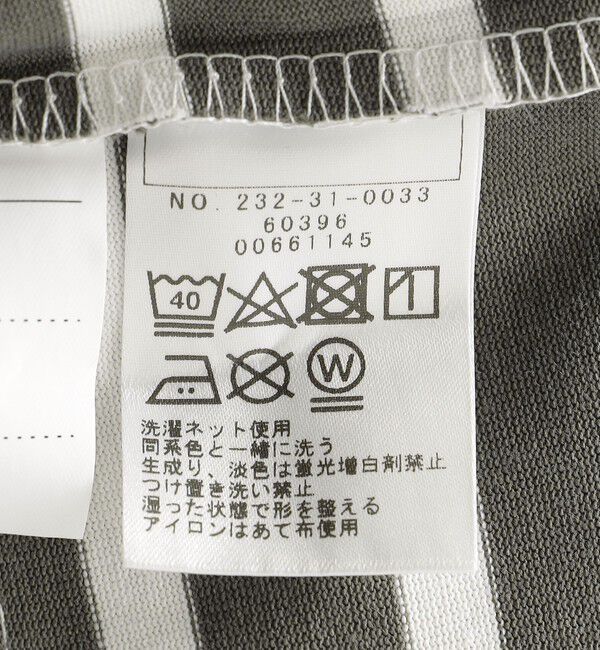 NO. 232-31-0033
60396
00661145
40
W
洗濯ネット使用
同系色と一緒に洗う
生成り、淡色は蛍光増白剤禁止
つけ置き洗い禁止
湿った状態で形を整える
アイロンはあて布使用